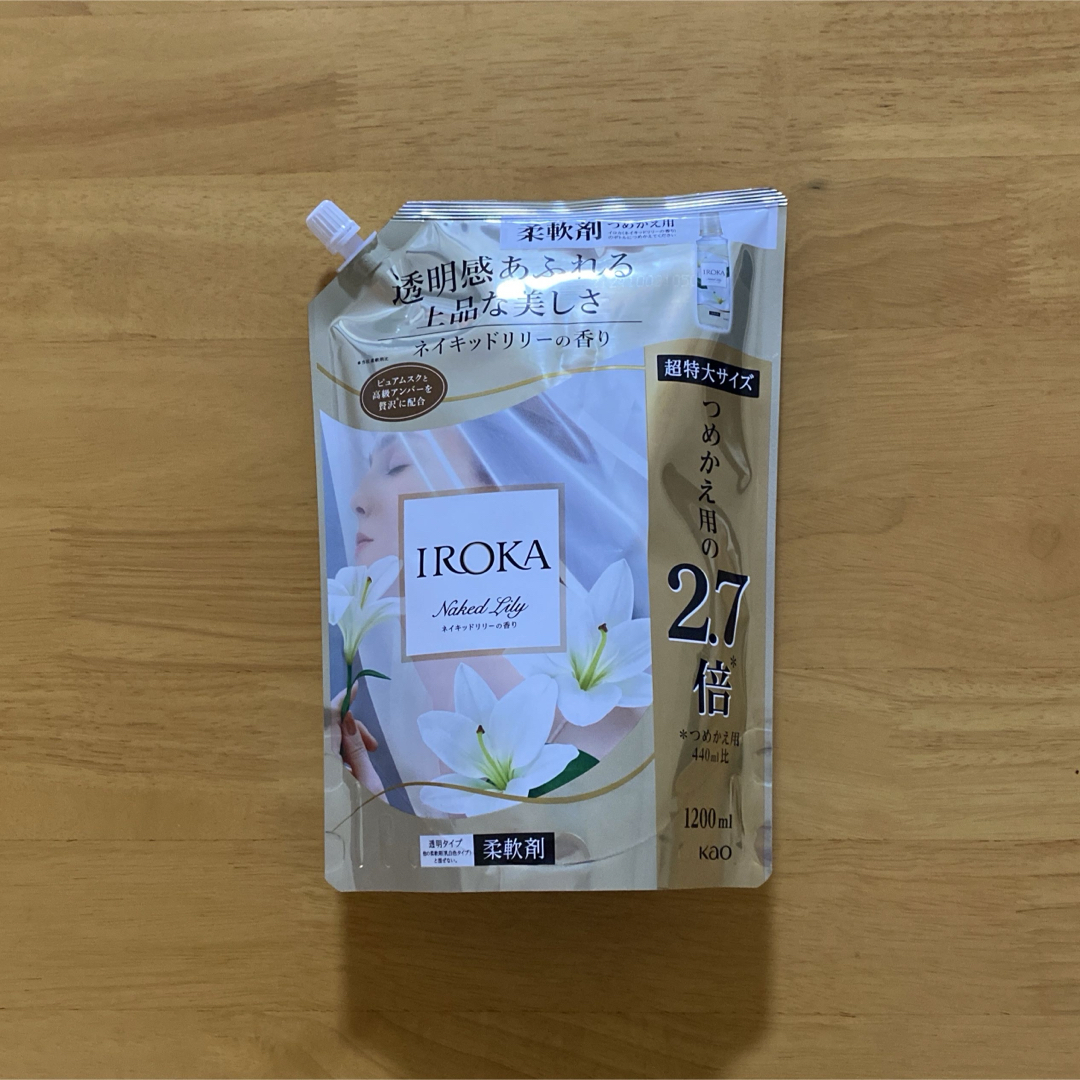 柔軟剤 つめかえ用
IROKA
透明感あふれる
上品な美しさ
ネイキッドリリーの香り
ピュアムスクと
高級アンバーを
贅沢*に配合
超特大サイズ
つめかえ用の
2.7
倍*
*つめかえ用
440ml比
1200ml
Kao
IROKA
Naked Lily
ネイキッドリリーの香り
透明タイプ
柔軟剤